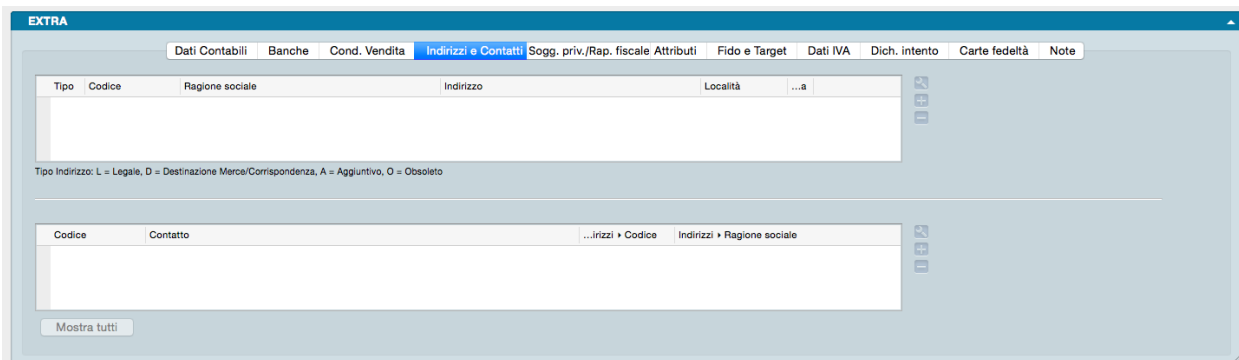 EXTRA
Dati Contabili Banche Cond. Vendita Indirizzi e Contatti Sogg. priv./Rap. fiscale Attributi Fido e Target Dati IVA Dich. intento Carte fedeltà Note
Tipo Codice Ragione sociale Indirizzo Località ...a
Tipo Indirizzo: L = Legale, D = Destinazione Merce/Corrispondenza, A = Aggiuntivo, O = Obsoleto
Codice Contatto ...irizzi ▸ Codice Indirizzi ▸ Ragione sociale
Mostra tutti